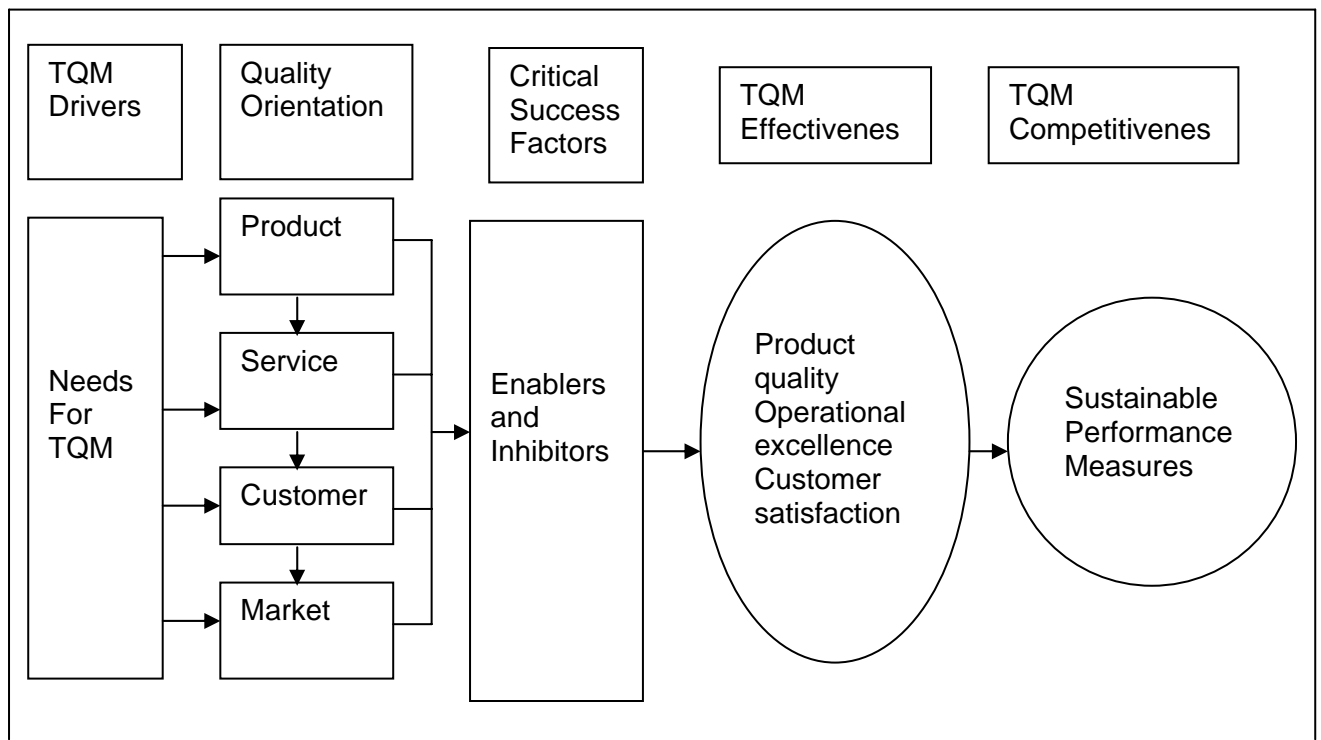 TQM
Drivers
Quality
Orientation
Critical
Success
Factors
TQM
Effectivenes
TQM
Competitivenes
Needs
For
TQM
Product
Service
Customer
Market
Enablers
and
Inhibitors
Product
quality
Operational
excellence
Customer
satisfaction
Sustainable
Performance
Measures